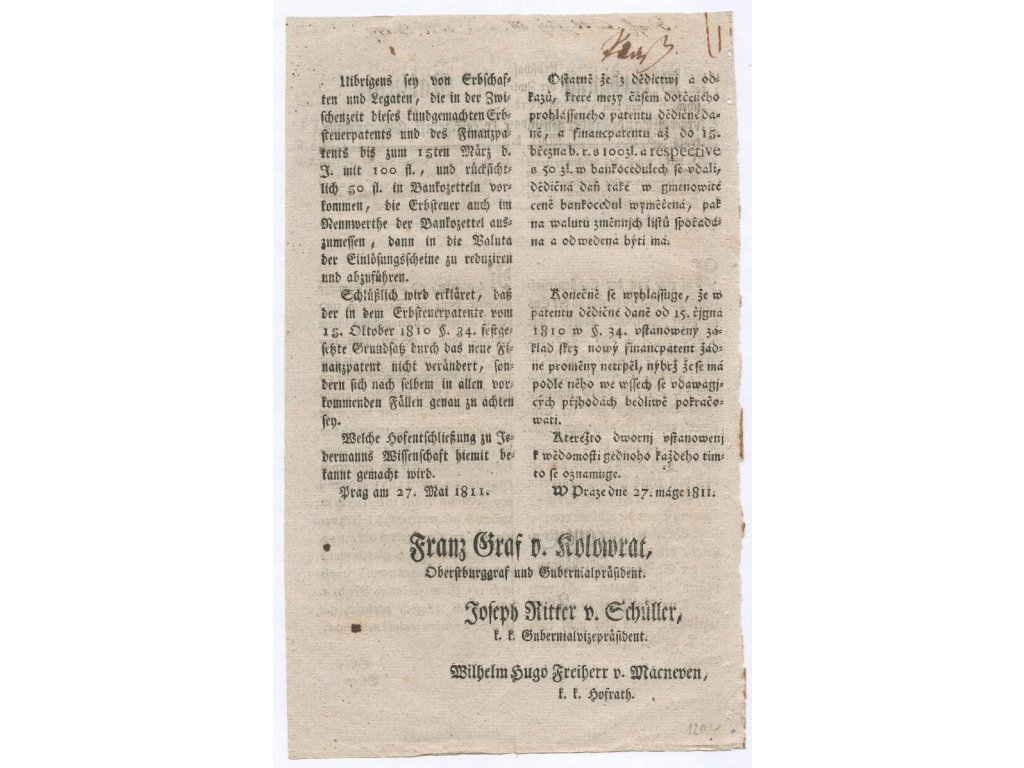 Uibrigens sey von Erbschaf-
ten und Legaten, die in der Zwi-
schenzeit dieses kundgemachten Erb-
steuerpatents und des Finanzpa-
tents bis zum 15ten März d.
J. mit 100 fl., und rücksicht-
lich 50 fl. in Bankozetteln vor-
kommen, die Erbsteuer auch im
Nennwerthe der Bankozettel aus-
zumessen, dann in die Valuta
der Einlösungsscheine zu reduziren
und abzuführen.
Schlüßlich wird erkläret, daß
der in dem Erbsteuerpatente vom
15. Oktober 1810 §. 34. festge-
setzte Grundsatz durch das neue Fi-
nanzpatent nicht verändert, son-
dern sich nach selbem in allen vor-
kommenden Fällen genau zu achten
sey.
Welche Hofentschließung zu Je-
dermanns Wissenschaft hiemit be-
kannt gemacht wird.
Prag am 27. Mai 1811.
Ostatně že z dědictwj a od-
kazů, které mezy časem dotčeného
prohlásseného patentu dědičné da-
ně, a financpatentu až do 15.
března b. r. s 100 zl. a respective
s 50 zl. w bankocedulech se vdali,
dědičná daň také w gmenowité
ceně bankocedul wyměřená, pak
na walutu změnnjch listů spořádá-
na a odwedena býti má.
Konečně se wyhlassuge, že w
patentu dědičné daně od 15. řjgna
1810 w §. 34. vstanowený zá-
klad skrz nowý financpatent žád-
né proměny netrpěl, nýbrž že se má
podlé něho we wssech se vdawagj-
cých přjhodách bedliwě pokračo-
wati.
Kteréžto dwornj vstanowenj
k wědomosti gednoho každého tim-
to se oznamuge.
W Praze dne 27. máge 1811.
Franz Graf v. Kolowrat,
Oberstburggraf und Gubernialpräsident.
Joseph Ritter v. Schüller,
k. k. Gubernialvizepräsident.
Wilhelm Hugo Freiherr v. Mäcneven,
k. k. Hofrath.
120